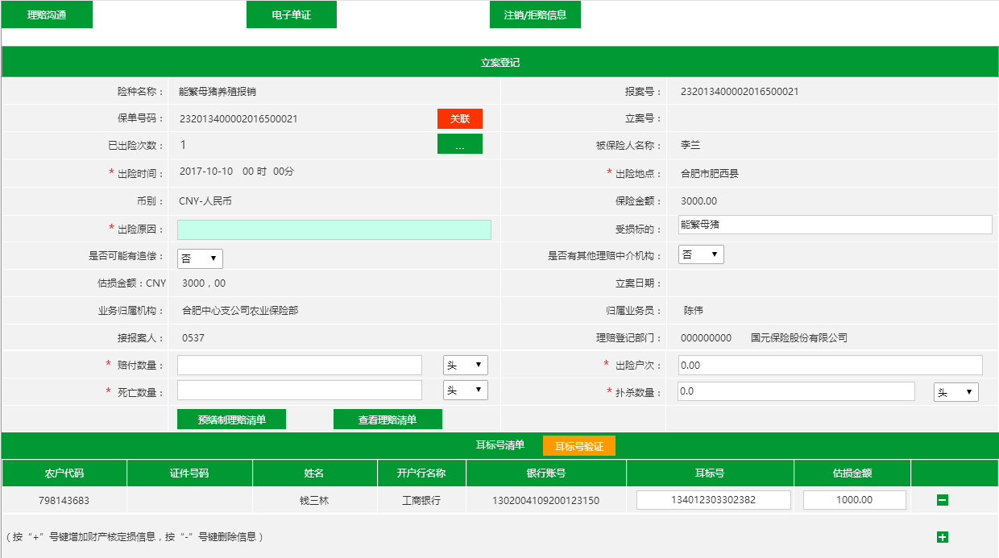 理赔沟通 电子单证 注销/拒赔信息
立案登记
险种名称： 能繁母猪养殖报销 报案号： 232013400002016500021
保单号码： 232013400002016500021 关联 立案号：
已出险次数： 1 ... 被保险人名称： 李兰
* 出险时间： 2017-10-10 00 时 00分 * 出险地点： 合肥市肥西县
币别： CNY-人民币 保险金额： 3000.00
* 出险原因： 受损标的： 能繁母猪
是否可能有追偿： 否 ▼ 是否有其他理赔中介机构： 否 ▼
估损金额：CNY 3000，00 立案日期：
业务归属机构： 合肥中心支公司农业保险部 归属业务员： 陈伟
接报案人： 0537 理赔登记部门： 000000000 国元保险股份有限公司
* 赔付数量： 头 ▼ * 出险户次： 0.00
* 死亡数量： 头 ▼ * 扑杀数量： 0.0 头 ▼
预缮制理赔清单 查看理赔清单
耳标号清单 耳标号验证
农户代码 证件号码 姓名 开户行名称 银行账号 耳标号 估损金额
798143683 钱三林 工商银行 1302004109200123150 134012303302382 1000.00 -
（按“+”号键增加财产核定损信息，按“-”号键删除信息） +